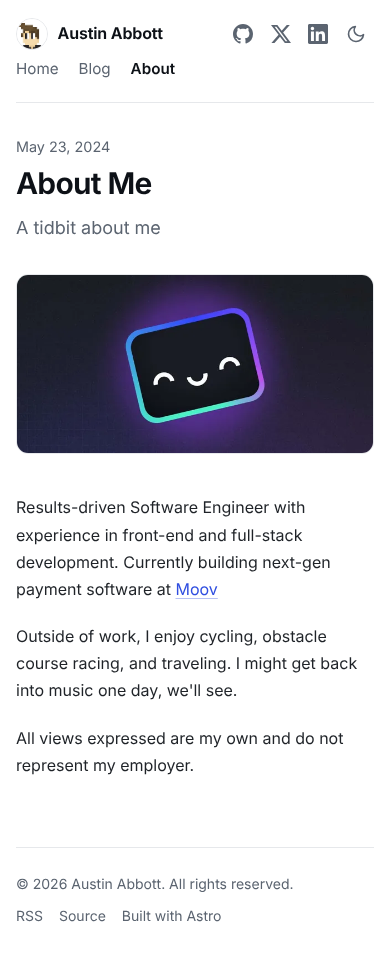 Austin Abbott
Home Blog About
May 23, 2024
About Me
A tidbit about me
Results-driven Software Engineer with
experience in front-end and full-stack
development. Currently building next-gen
payment software at Moov
Outside of work, I enjoy cycling, obstacle
course racing, and traveling. I might get back
into music one day, we'll see.
All views expressed are my own and do not
represent my employer.
© 2026 Austin Abbott. All rights reserved.
RSS Source Built with Astro